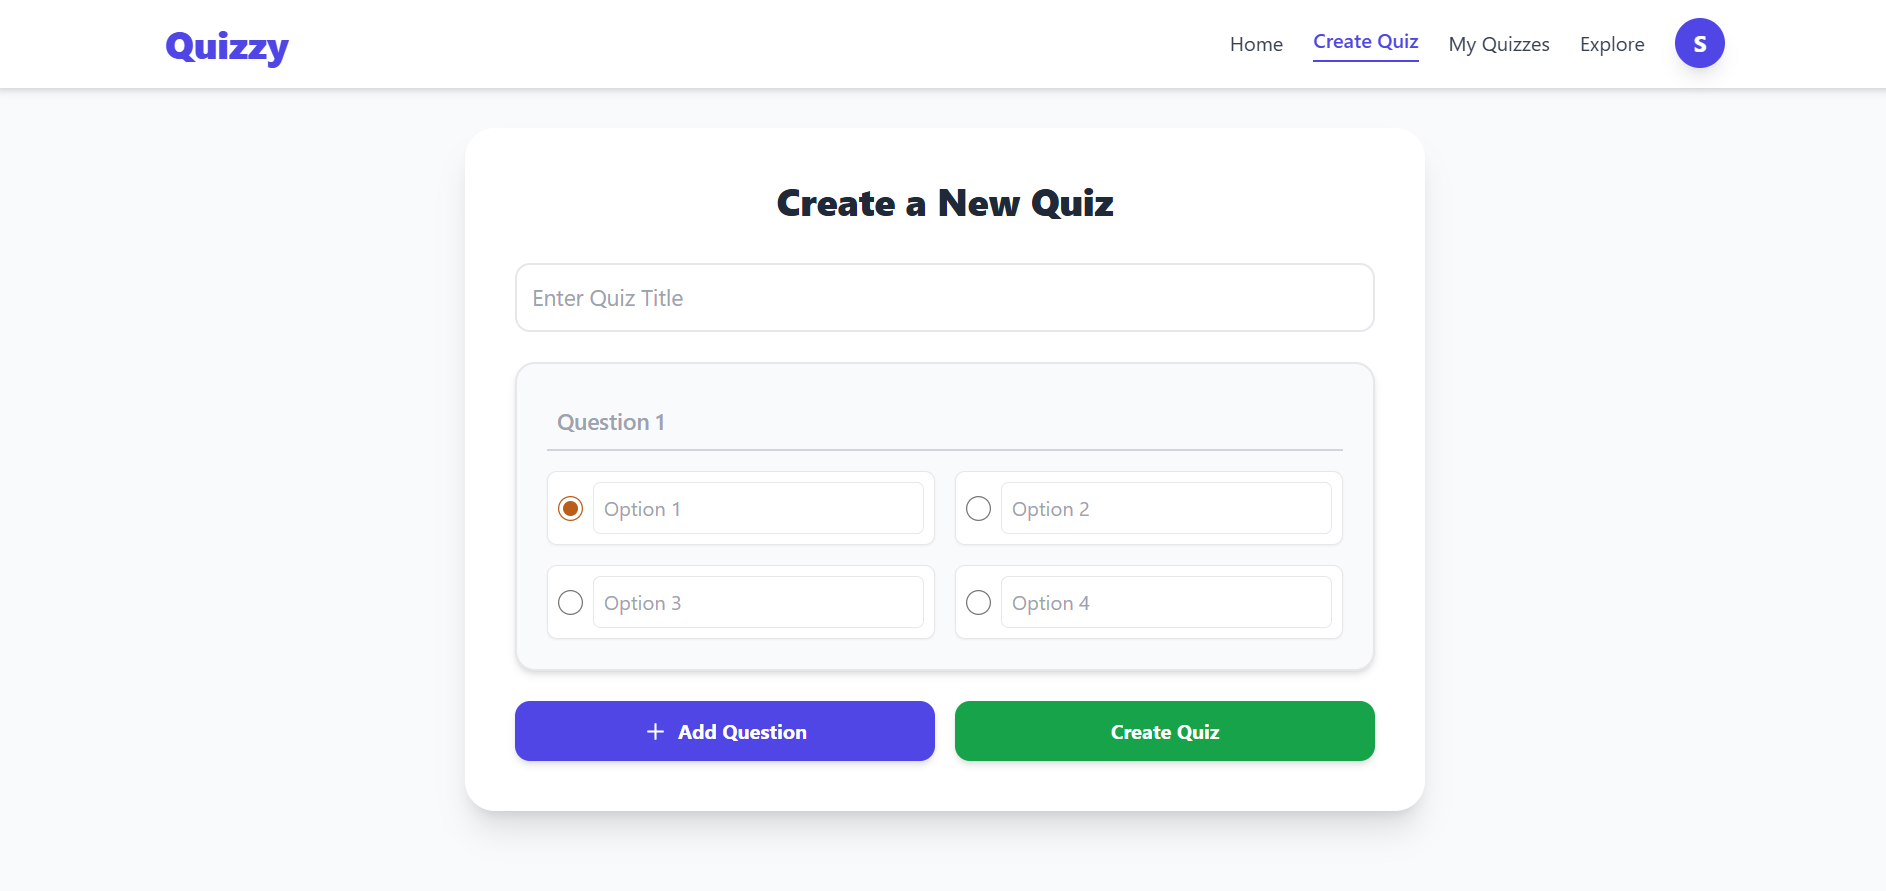 Quizzy
Home Create Quiz My Quizzes Explore S
Create a New Quiz
Enter Quiz Title
Question 1
Option 1 Option 2
Option 3 Option 4
+ Add Question Create Quiz